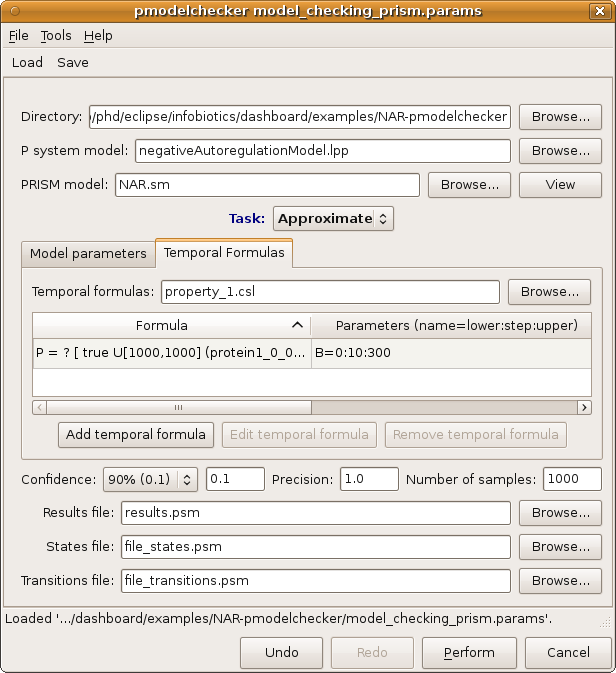 pmodelchecker model_checking_prism.params
File Tools Help
Load Save
Directory: /phd/eclipse/infobiotics/dashboard/examples/NAR-pmodelchecker Browse...
P system model: negativeAutoregulationModel.lpp Browse...
PRISM model: NAR.sm Browse... View
Task: Approximate
Model parameters Temporal Formulas
Temporal formulas: property_1.csl Browse...
Formula Parameters (name=lower:step:upper)
P = ? [ true U[1000,1000] (protein1_0_0... B=0:10:300
Add temporal formula Edit temporal formula Remove temporal formula
Confidence: 90% (0.1) 0.1 Precision: 1.0 Number of samples: 1000
Results file: results.psm Browse...
States file: file_states.psm Browse...
Transitions file: file_transitions.psm Browse...
Loaded '.../dashboard/examples/NAR-pmodelchecker/model_checking_prism.params'.
Undo Redo Perform Cancel